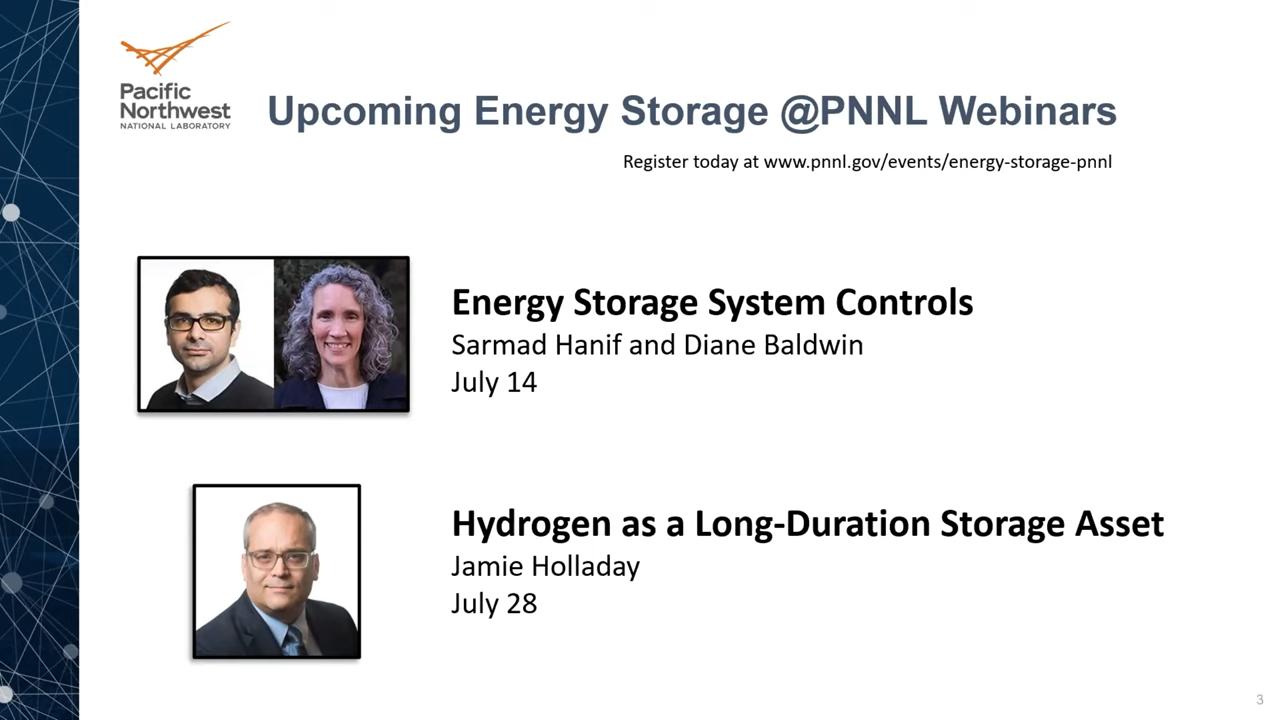 Pacific
Northwest
NATIONAL LABORATORY
Upcoming Energy Storage @PNNL Webinars
Register today at www.pnnl.gov/events/energy-storage-pnnl
Energy Storage System Controls
Sarmad Hanif and Diane Baldwin
July 14
Hydrogen as a Long-Duration Storage Asset
Jamie Holladay
July 28
3